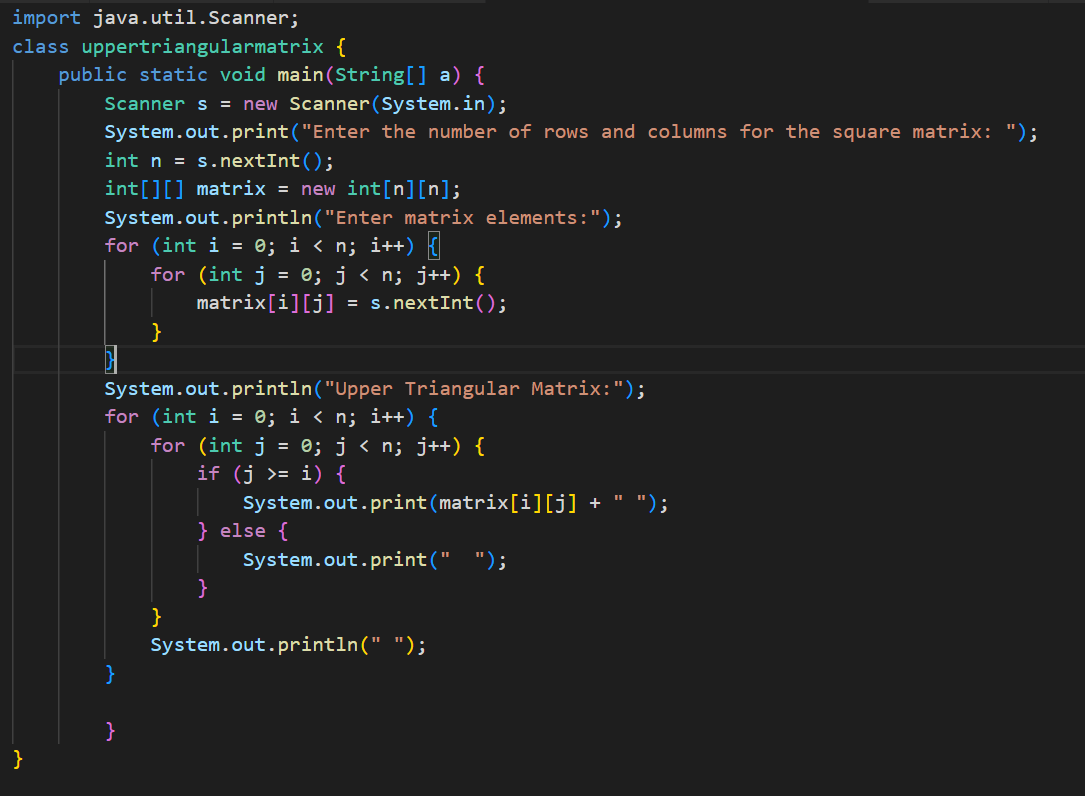 import java.util.Scanner;
class uppertriangularmatrix {
    public static void main(String[] a) {
        Scanner s = new Scanner(System.in);
        System.out.print("Enter the number of rows and columns for the square matrix: ");
        int n = s.nextInt();
        int[][] matrix = new int[n][n];
        System.out.println("Enter matrix elements:");
        for (int i = 0; i < n; i++) {
            for (int j = 0; j < n; j++) {
                matrix[i][j] = s.nextInt();
            }
        }
        System.out.println("Upper Triangular Matrix:");
        for (int i = 0; i < n; i++) {
            for (int j = 0; j < n; j++) {
                if (j >= i) {
                    System.out.print(matrix[i][j] + " ");
                } else {
                    System.out.print("  ");
                }
            }
            System.out.println(" ");
        }

        }
}